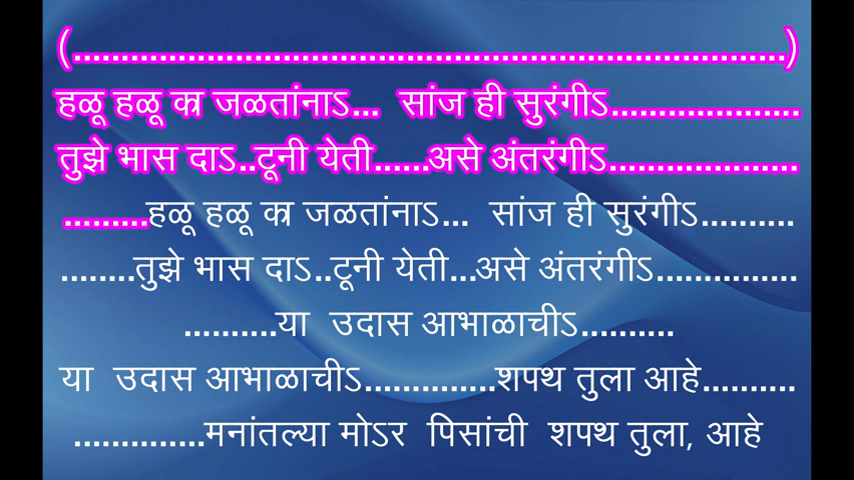 (......................................................................)
हळू हळू का जळतांनाऽ...  सांज ही सुरंगीऽ....................
तुझे भास दाऽ..टूनी येती......असे अंतरंगीऽ....................
.........हळू हळू का जळतांनाऽ...  सांज ही सुरंगीऽ..........
........तुझे भास दाऽ..टूनी येती...असे अंतरंगीऽ...............
..........या  उदास आभाळाचीऽ..........
या  उदास आभाळाचीऽ..............शपथ तुला आहे..........
..............मनांतल्या मोऽर  पिसांची  शपथ तुला, आहे